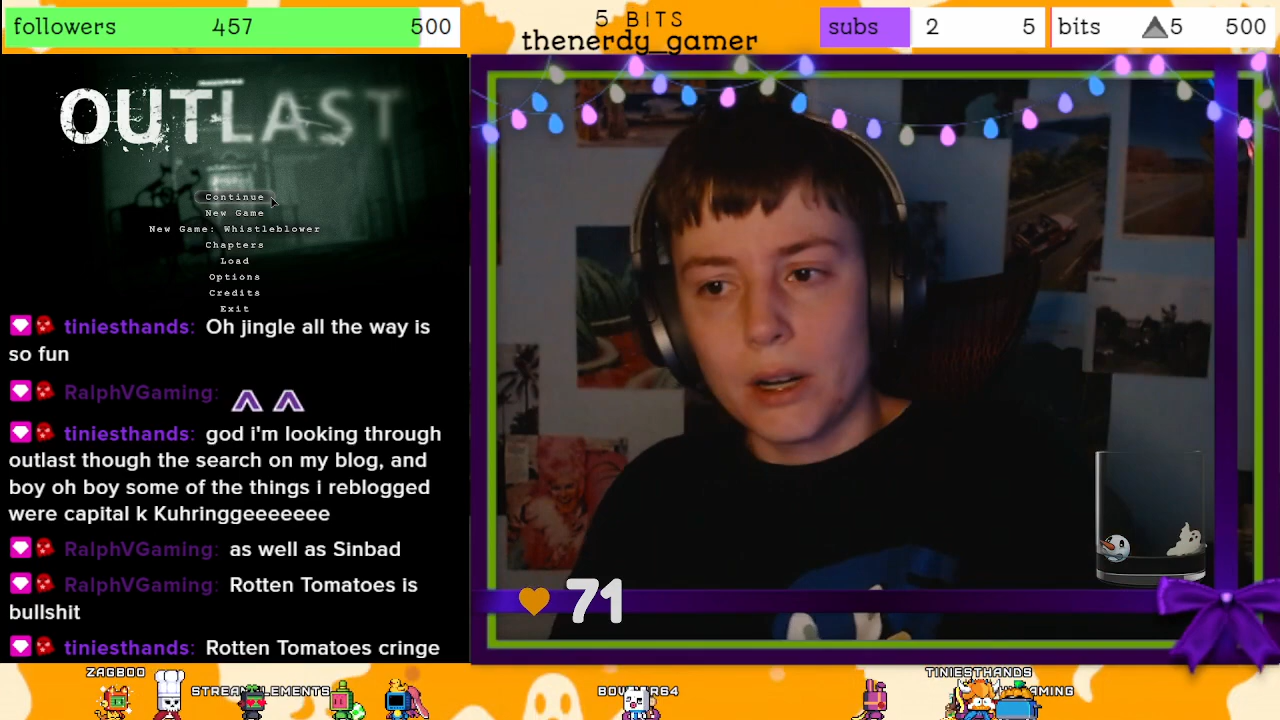 followers 457 500
5 BITS
thenerdy_gamer
subs 2 5
bits 5 500
OUTLAST
Continue
New Game
New Game: Whistleblower
Chapters
Load
Options
Credits
Exit
tiniesthands: Oh jingle all the way is
so fun
RalphVGaming:
tiniesthands: god i'm looking through
outlast though the search on my blog, and
boy oh boy some of the things i reblogged
were capital k Kuhringgeeeeeee
RalphVGaming: as well as Sinbad
RalphVGaming: Rotten Tomatoes is
bullshit
tiniesthands: Rotten Tomatoes cringe
71
ZAGBOO
TINIESTHANDS